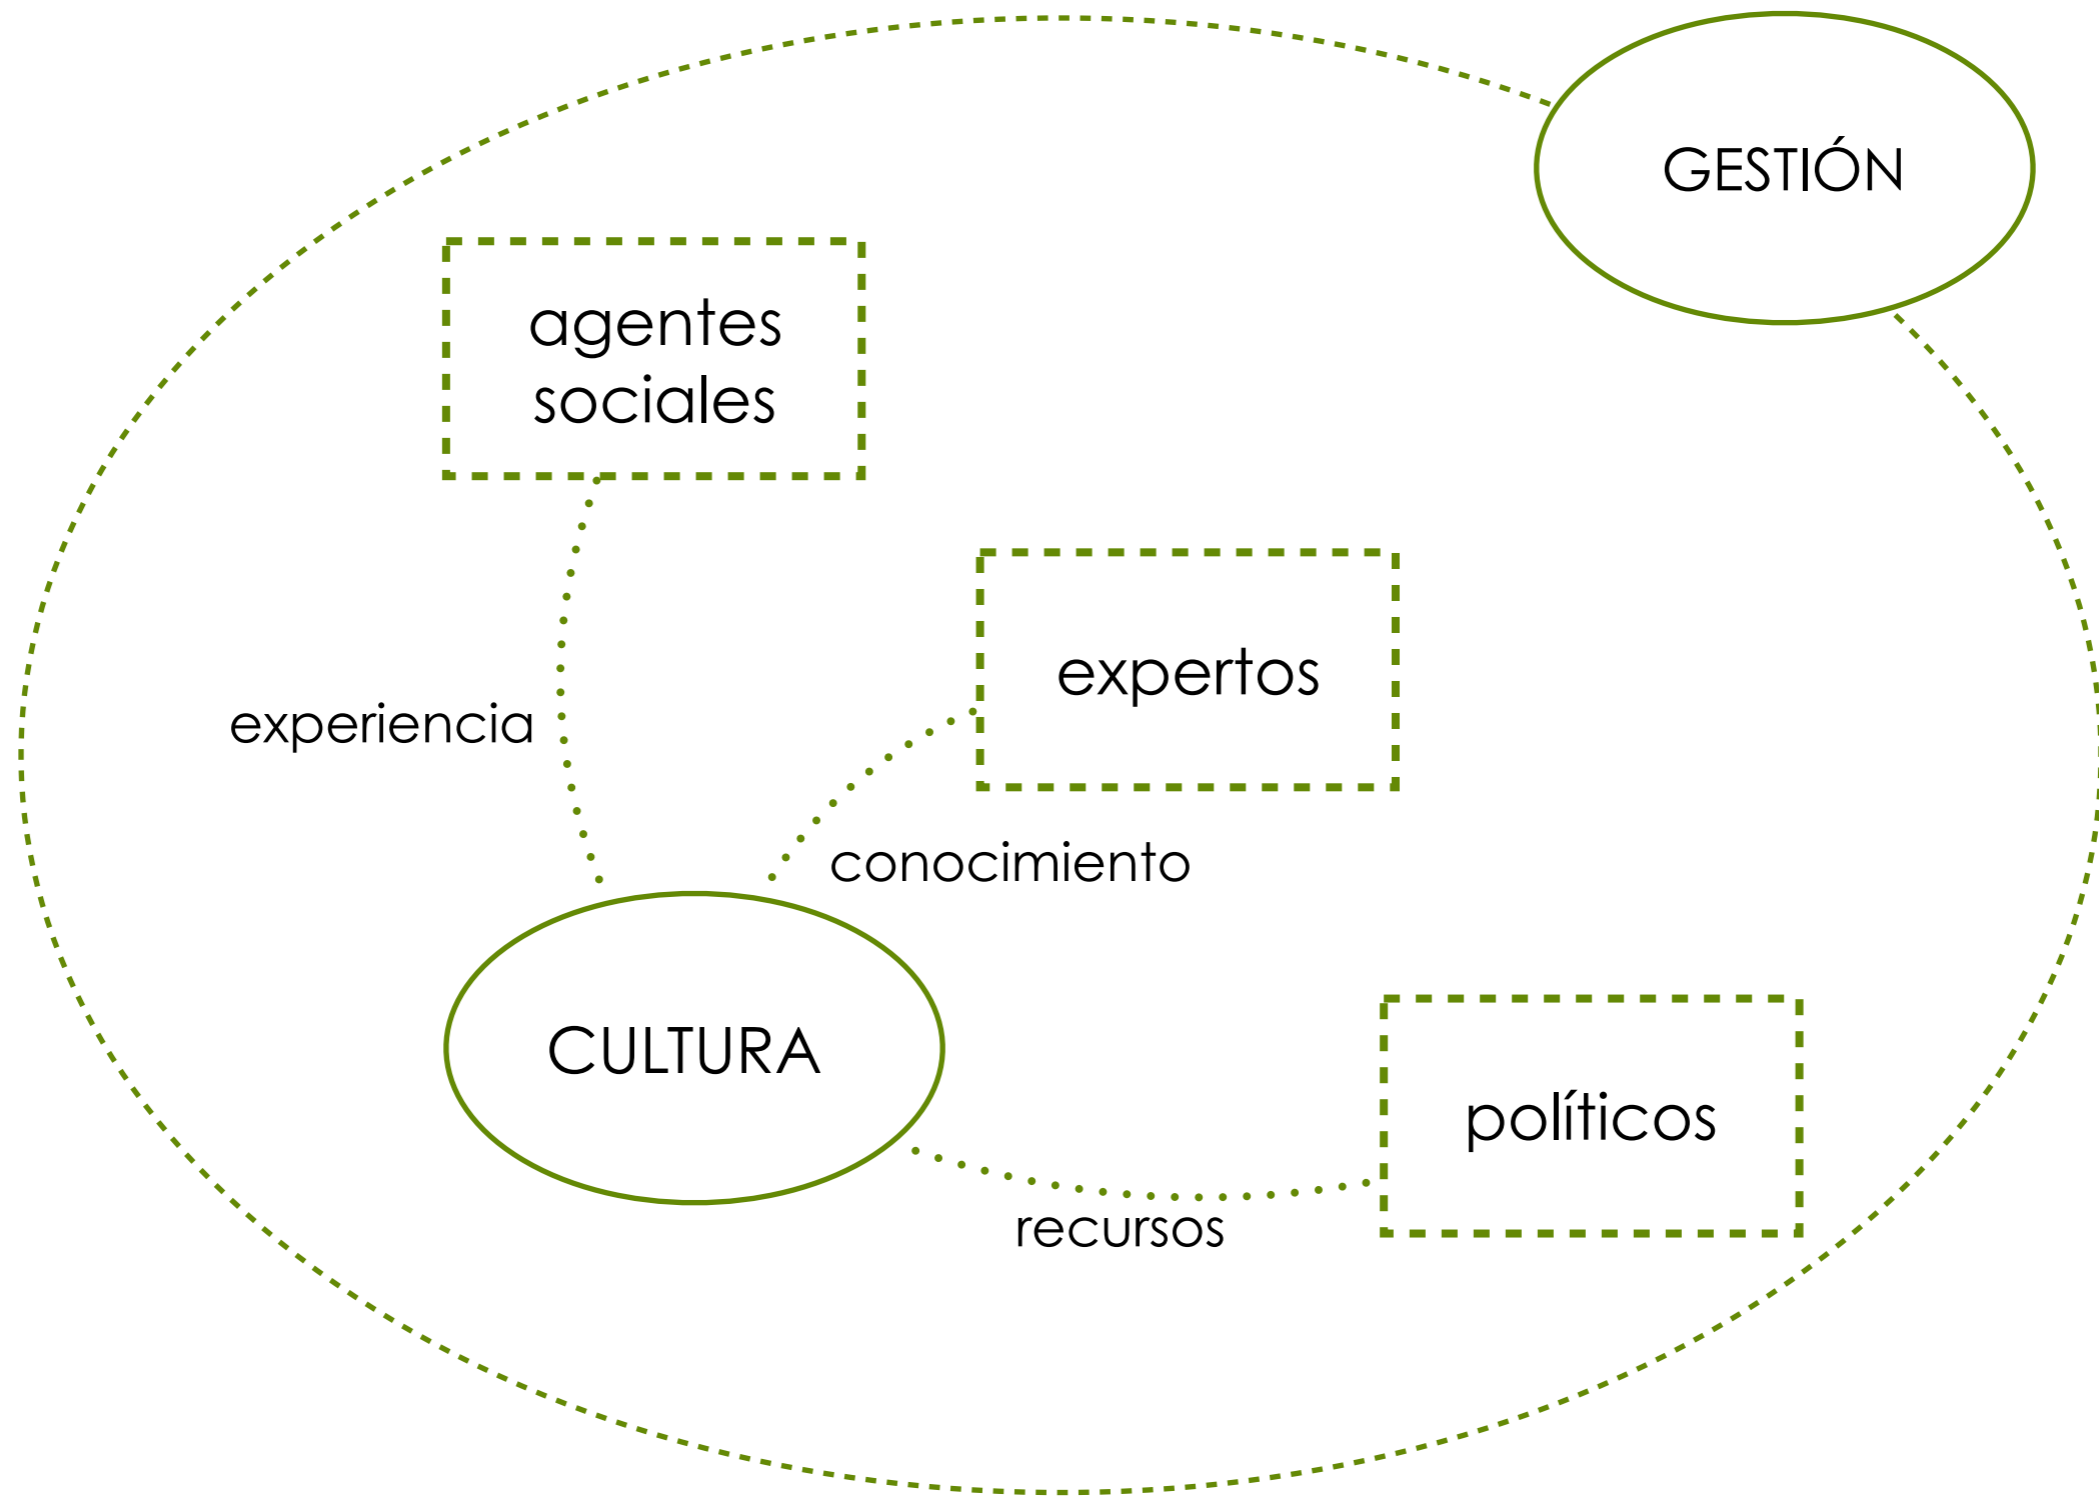 GESTIÓN
agentes
sociales
expertos
experiencia
conocimiento
CULTURA
políticos
recursos